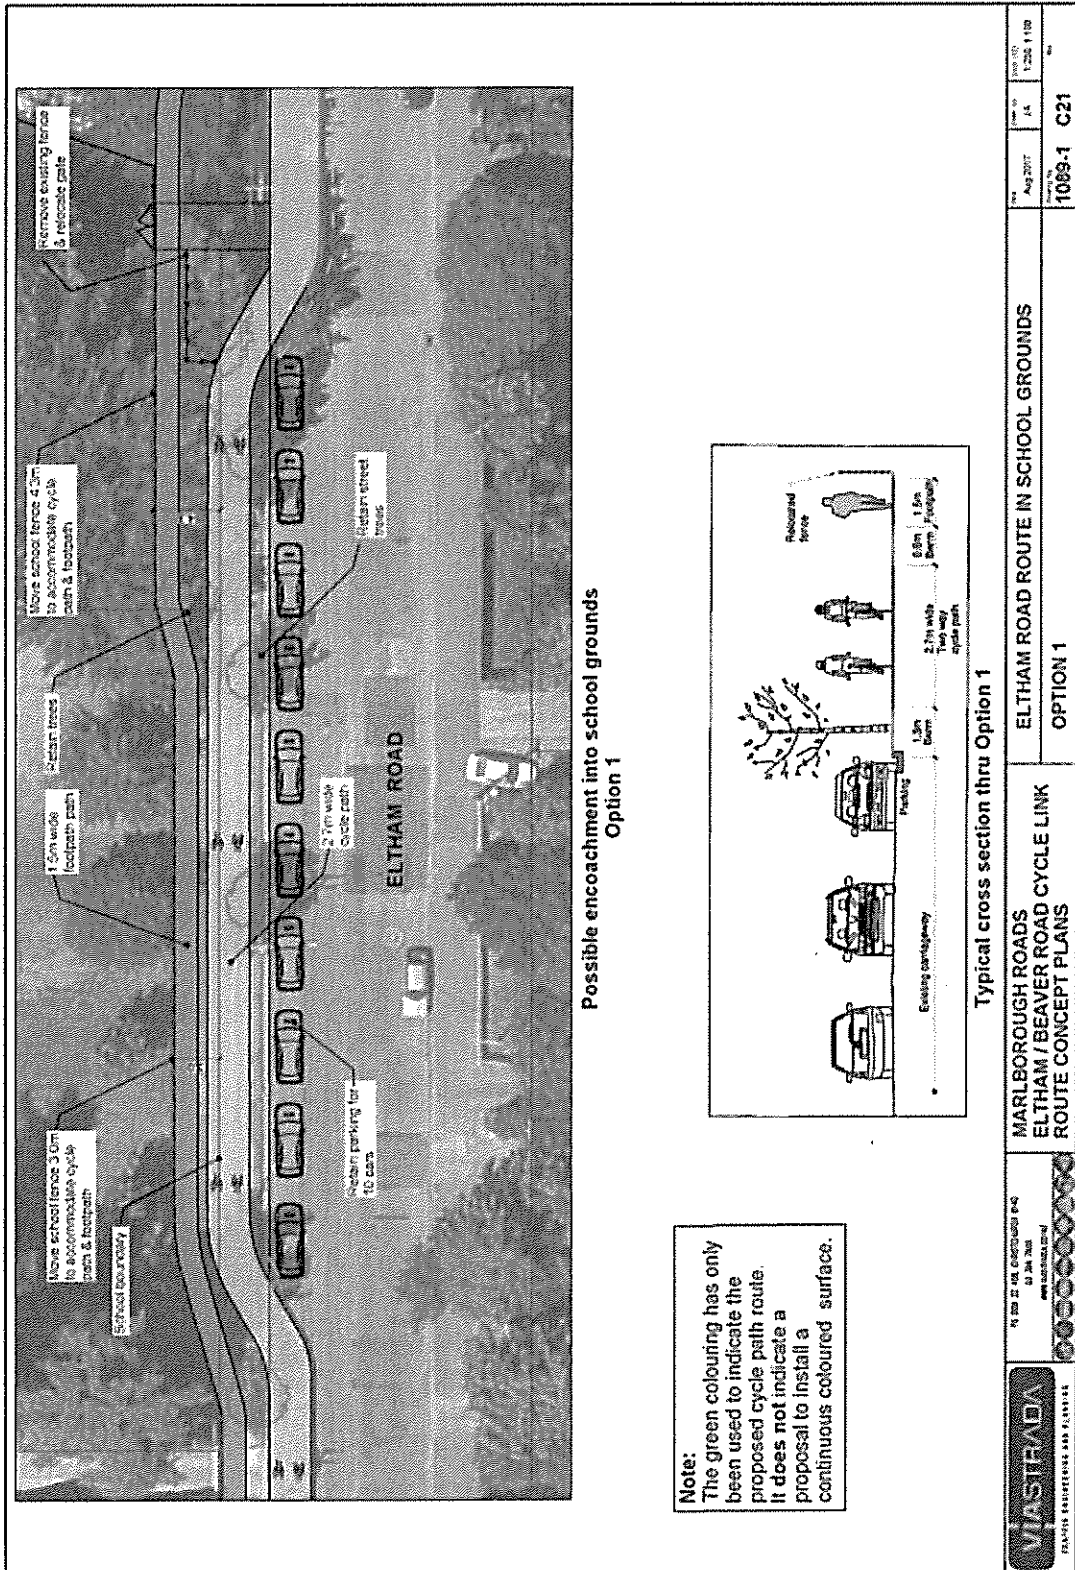 Move school fence 3.0m
to accommodate cycle
path & footpath
School boundary
1.5m wide
footpath path
Retain trees
Move school fence 4.2m
to accommodate cycle
path & footpath
Remove existing fence
& relocate gate
Retain parking for
10 cars
2.7m wide
cycle path
ELTHAM ROAD
Retain street
trees
Possible encoachment into school grounds
Option 1
Note:
The green colouring has only
been used to indicate the
proposed cycle path route.
It does not indicate a
proposal to install a
continuous coloured surface.
Existing carriageway
Parking
1.5m
Berm
2.7m wide
Two way
cycle path
Berm
1.5m
Footpath
Relocated
fence
Typical cross section thru Option 1
VIASTRADA
MARLBOROUGH ROADS
ELTHAM / BEAVER ROAD CYCLE LINK
ROUTE CONCEPT PLANS
ELTHAM ROAD ROUTE IN SCHOOL GROUNDS
OPTION 1
Aug 2017
JA
1089-1 C21